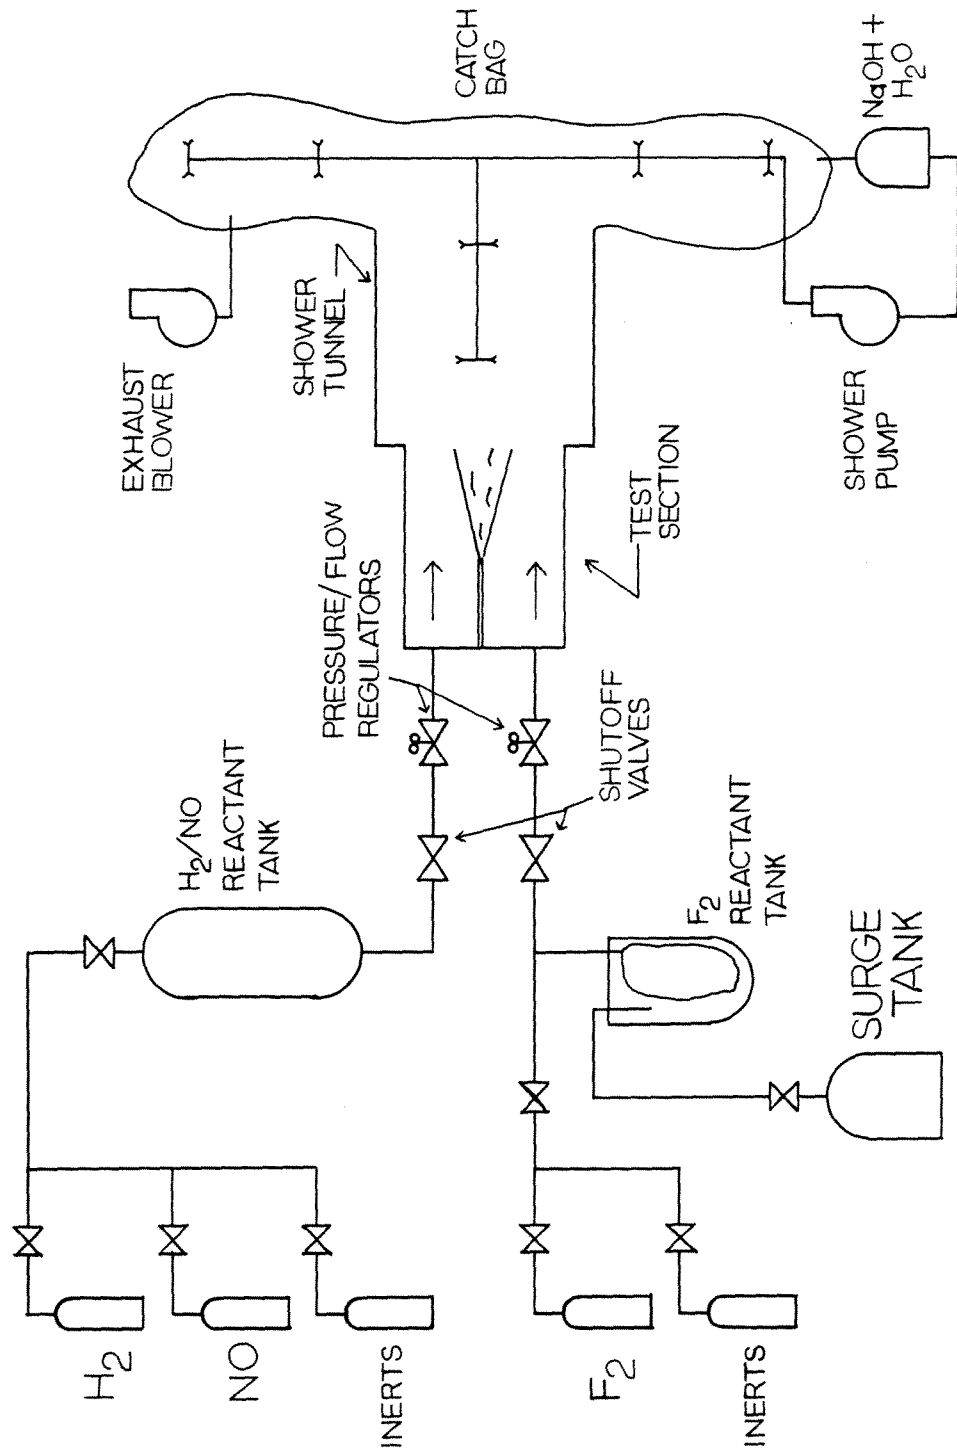 H2
NO
INERTS
F2
INERTS
H2/NO
REACTANT
TANK
F2
REACTANT
TANK
SURGE
TANK
PRESSURE/FLOW
REGULATORS
SHUTOFF
VALVES
TEST
SECTION
EXHAUST
BLOWER
SHOWER
TUNNEL
SHOWER
PUMP
CATCH
BAG
NaOH +
H2O